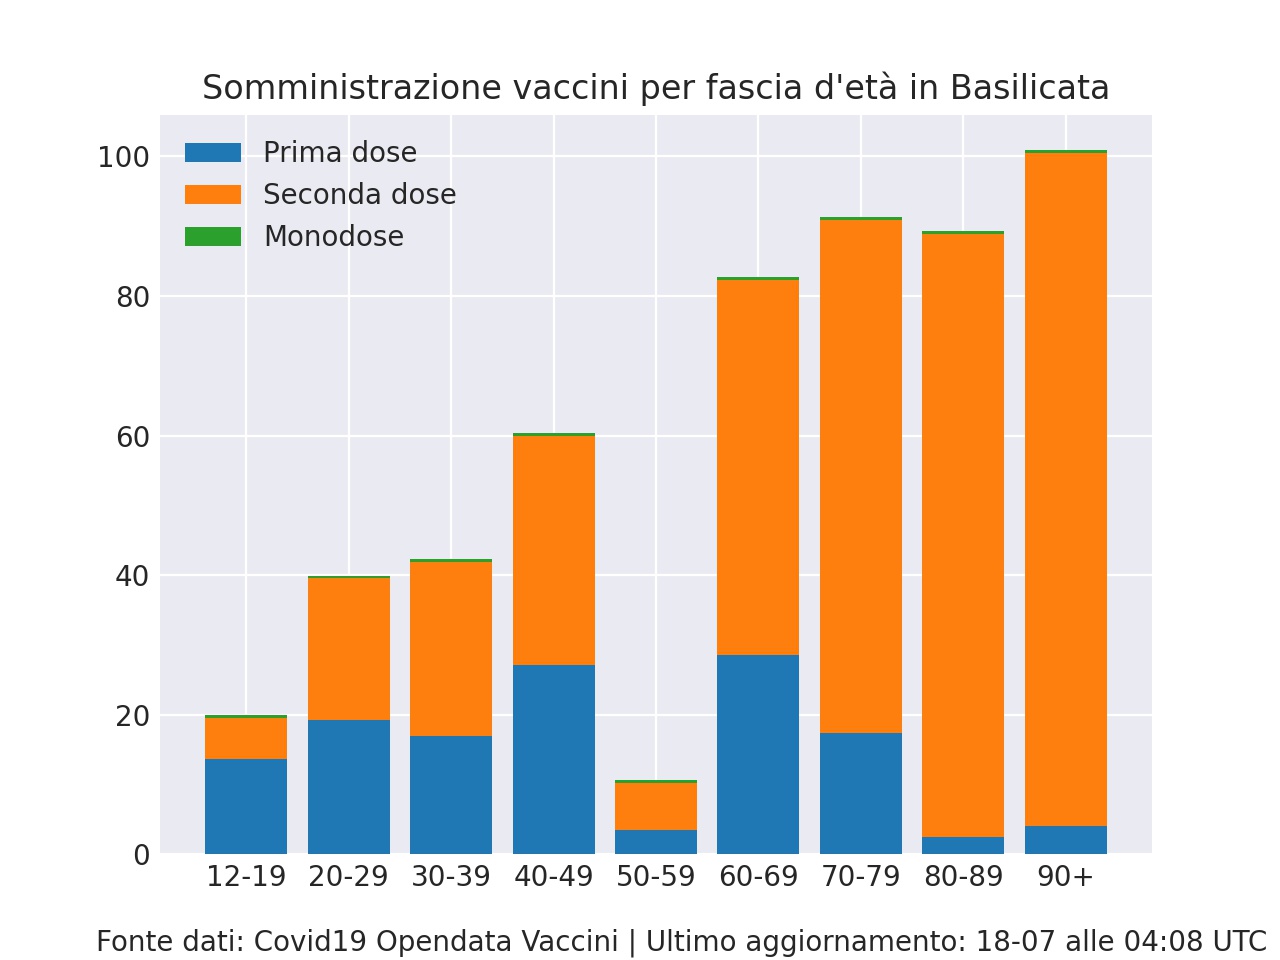 Somministrazione vaccini per fascia d'età in Basilicata
Prima dose
Seconda dose
Monodose
100
80
60
40
20
0
12-19 20-29 30-39 40-49 50-59 60-69 70-79 80-89 90+
Fonte dati: Covid19 Opendata Vaccini | Ultimo aggiornamento: 18-07 alle 04:08 UTC